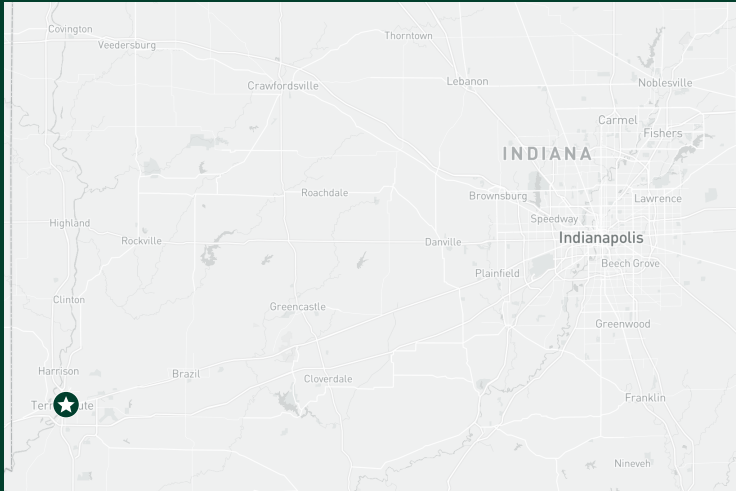 Covington
Thorntown
Veedersburg
Crawfordsville
Lebanon
Noblesville
Carmel
Fishers
INDIANA
Roachdale
Brownsburg
Lawrence
Speedway
Highland
Rockville
Danville
Indianapolis
Beech Grove
Plainfield
Clinton
Greencastle
Greenwood
Harrison
Brazil
Cloverdale
Franklin
Nineveh